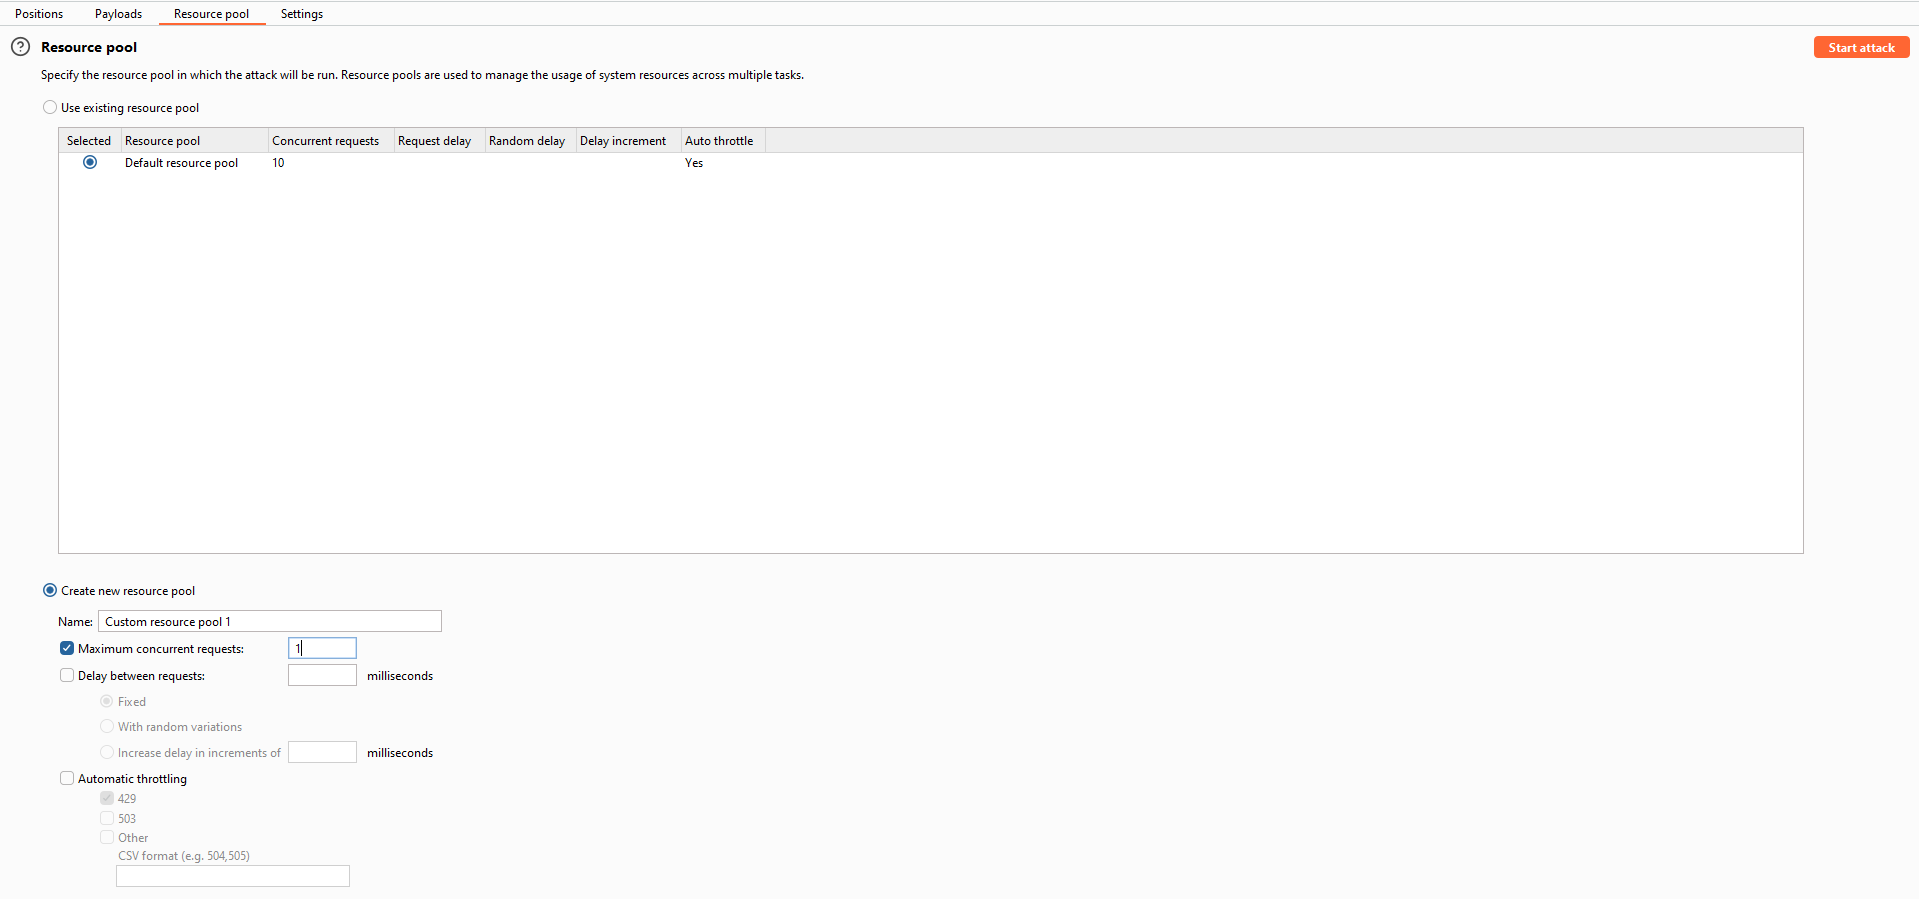 Positions Payloads Resource pool Settings
? Resource pool Start attack
Specify the resource pool in which the attack will be run. Resource pools are used to manage the usage of system resources across multiple tasks.
Use existing resource pool
Selected Resource pool Concurrent requests Request delay Random delay Delay increment Auto throttle
Default resource pool 10 Yes
Create new resource pool
Name: Custom resource pool 1
Maximum concurrent requests: 1
Delay between requests: milliseconds
Fixed
With random variations
Increase delay in increments of milliseconds
Automatic throttling
429
503
Other
CSV format (e.g. 504,505)